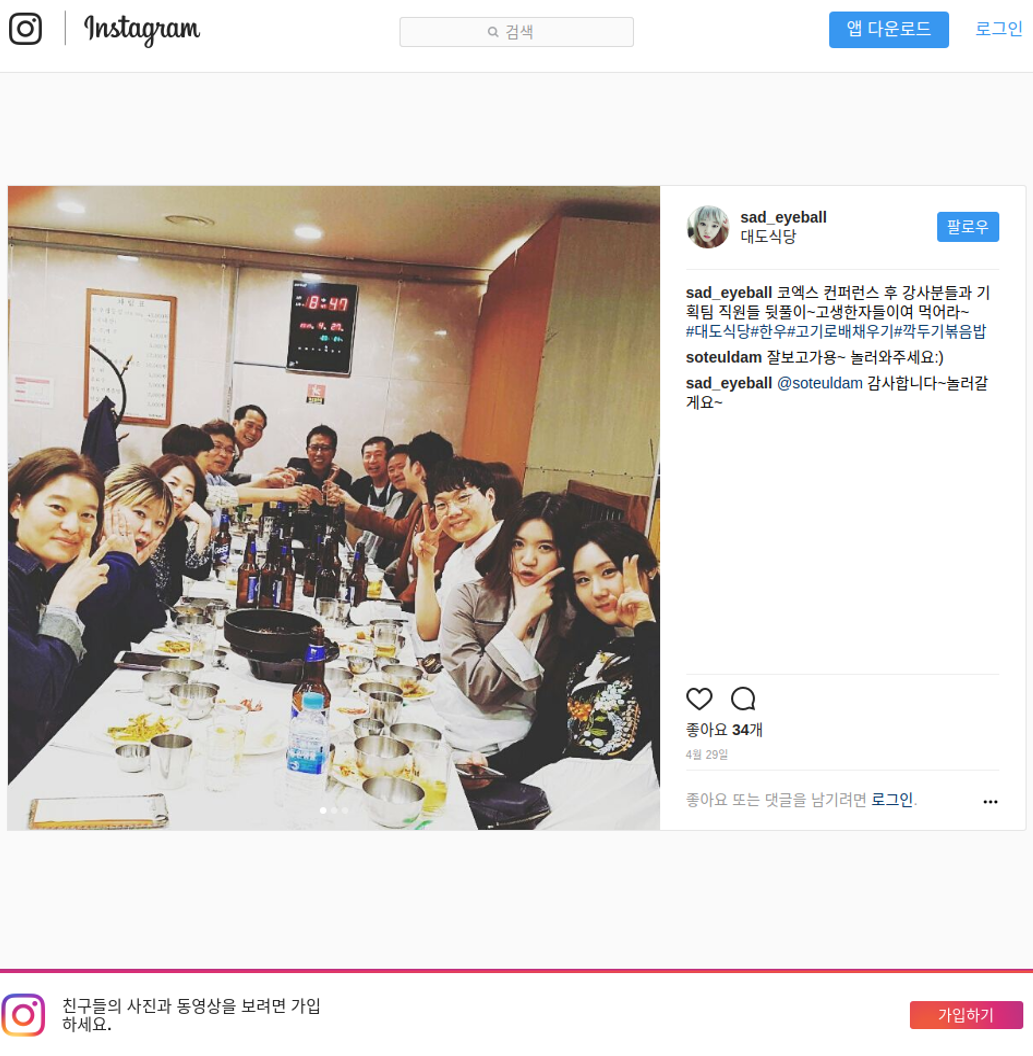 Instagram
검색
앱 다운로드
로그인
sad_eyeball
대도식당
팔로우
sad_eyeball 코엑스 컨퍼런스 후 강사분들과 기
획팀 직원들 뒷풀이~고생한자들이여 먹어라~
#대도식당#한우#고기로배채우기#깍두기볶음밥
soteuldam 잘보고가용~ 놀러와주세요:)
sad_eyeball @soteuldam 감사합니다~놀러갈
게요~
18 47
4. 27
좋아요 34개
4월 29일
좋아요 또는 댓글을 남기려면 로그인.
친구들의 사진과 동영상을 보려면 가입
하세요.
가입하기